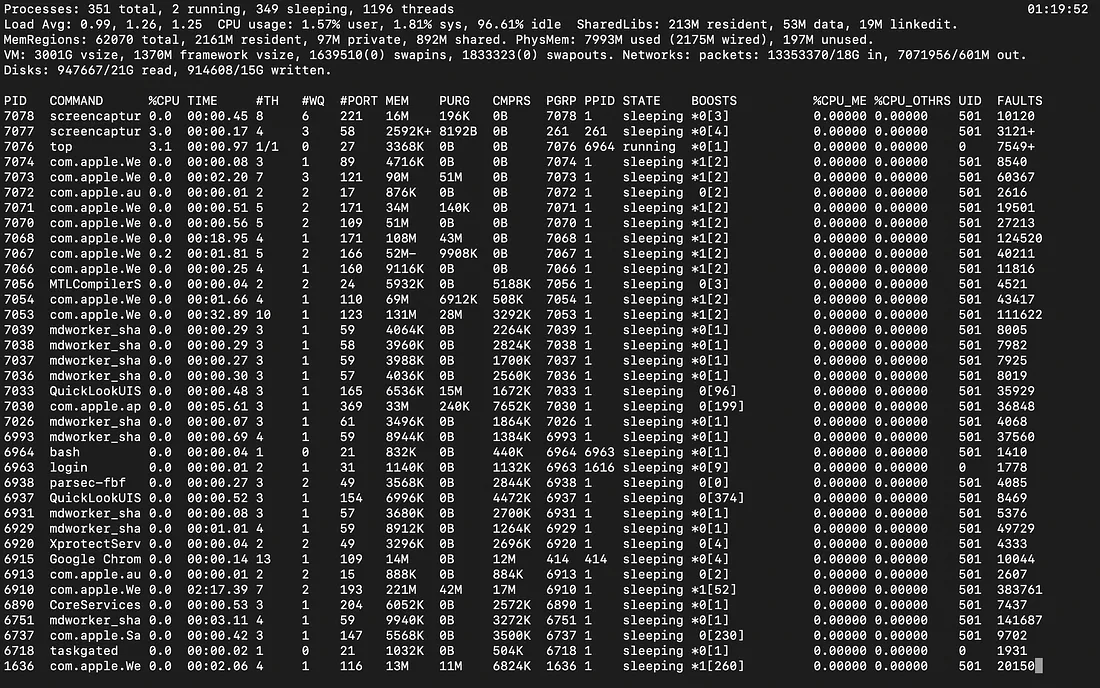 Processes: 351 total, 2 running, 349 sleeping, 1196 threads 01:19:52
Load Avg: 0.99, 1.26, 1.25 CPU usage: 1.57% user, 1.81% sys, 96.61% idle SharedLibs: 213M resident, 53M data, 19M linkedit.
MemRegions: 62070 total, 2161M resident, 97M private, 892M shared. PhysMem: 7993M used (2175M wired), 197M unused.
VM: 3001G vsize, 1370M framework vsize, 1639510(0) swapins, 1833323(0) swapouts. Networks: packets: 13353370/18G in, 7071956/601M out.
Disks: 947667/21G read, 914608/15G written.
PID COMMAND %CPU TIME #TH #WQ #PORT MEM PURG CMPRS PGRP PPID STATE BOOSTS %CPU_ME %CPU_OTHRS UID FAULTS
7078 screencaptur 0.0 00:00.45 8 6 221 16M 196K 0B 7078 1 sleeping *0[3] 0.00000 0.00000 501 10120
7077 screencaptur 3.0 00:00.17 4 3 58 2592K+ 8192B 0B 261 261 sleeping *0[4] 0.00000 0.00000 501 3121+
7076 top 3.1 00:00.97 1/1 0 27 3368K 0B 0B 7076 6964 running *0[1] 0.00000 0.00000 0 7549+
7074 com.apple.We 0.0 00:00.08 3 1 89 4716K 0B 0B 7074 1 sleeping *1[2] 0.00000 0.00000 501 8540
7073 com.apple.We 0.0 00:02.20 7 3 121 90M 51M 0B 7073 1 sleeping *1[2] 0.00000 0.00000 501 60367
7072 com.apple.au 0.0 00:00.01 2 2 17 876K 0B 0B 7072 1 sleeping 0[2] 0.00000 0.00000 501 2616
7071 com.apple.We 0.0 00:00.51 5 2 171 34M 140K 0B 7071 1 sleeping *1[2] 0.00000 0.00000 501 19501
7070 com.apple.We 0.0 00:00.56 5 2 109 51M 0B 0B 7070 1 sleeping *1[2] 0.00000 0.00000 501 27213
7068 com.apple.We 0.0 00:18.95 4 1 171 108M 43M 0B 7068 1 sleeping *1[2] 0.00000 0.00000 501 124520
7067 com.apple.We 0.2 00:01.81 5 2 166 52M- 9908K 0B 7067 1 sleeping *1[2] 0.00000 0.00000 501 40211
7066 com.apple.We 0.0 00:00.25 4 1 160 9116K 0B 0B 7066 1 sleeping *1[2] 0.00000 0.00000 501 11816
7056 MTLCompilerS 0.0 00:00.04 2 2 24 5932K 0B 5188K 7056 1 sleeping 0[3] 0.00000 0.00000 501 4521
7054 com.apple.We 0.0 00:01.66 4 1 110 69M 6912K 508K 7054 1 sleeping *1[2] 0.00000 0.00000 501 43417
7053 com.apple.We 0.0 00:32.89 10 1 123 131M 28M 3292K 7053 1 sleeping *1[2] 0.00000 0.00000 501 111622
7039 mdworker_sha 0.0 00:00.29 3 1 59 4064K 0B 2264K 7039 1 sleeping *0[1] 0.00000 0.00000 501 8005
7038 mdworker_sha 0.0 00:00.29 3 1 58 3960K 0B 2824K 7038 1 sleeping *0[1] 0.00000 0.00000 501 7982
7037 mdworker_sha 0.0 00:00.27 3 1 59 3988K 0B 1700K 7037 1 sleeping *0[1] 0.00000 0.00000 501 7925
7036 mdworker_sha 0.0 00:00.30 3 1 57 4036K 0B 2560K 7036 1 sleeping *0[1] 0.00000 0.00000 501 8019
7033 QuickLookUIS 0.0 00:00.48 3 1 165 6536K 15M 1672K 7033 1 sleeping 0[96] 0.00000 0.00000 501 35929
7030 com.apple.ap 0.0 00:05.61 3 1 369 33M 240K 7652K 7030 1 sleeping 0[199] 0.00000 0.00000 501 36848
7026 mdworker_sha 0.0 00:00.07 3 1 61 3496K 0B 1864K 7026 1 sleeping *0[1] 0.00000 0.00000 501 4068
6993 mdworker_sha 0.0 00:00.69 4 1 59 8944K 0B 1384K 6993 1 sleeping *0[1] 0.00000 0.00000 501 37560
6964 bash 0.0 00:00.04 1 0 21 832K 0B 440K 6964 6963 sleeping *0[1] 0.00000 0.00000 501 1410
6963 login 0.0 00:00.01 2 1 31 1140K 0B 1132K 6963 1616 sleeping *0[9] 0.00000 0.00000 0 1778
6938 parsec-fbf 0.0 00:00.27 3 2 49 3568K 0B 2844K 6938 1 sleeping 0[0] 0.00000 0.00000 501 4085
6937 QuickLookUIS 0.0 00:00.52 3 1 154 6996K 0B 4472K 6937 1 sleeping 0[374] 0.00000 0.00000 501 8469
6931 mdworker_sha 0.0 00:00.08 3 1 57 3680K 0B 2700K 6931 1 sleeping *0[1] 0.00000 0.00000 501 5376
6929 mdworker_sha 0.0 00:01.01 4 1 59 8912K 0B 1264K 6929 1 sleeping *0[1] 0.00000 0.00000 501 49729
6920 XprotectServ 0.0 00:00.04 2 2 49 3296K 0B 2696K 6920 1 sleeping 0[4] 0.00000 0.00000 501 4333
6915 Google Chrom 0.0 00:00.14 13 1 109 14M 0B 12M 414 414 sleeping *0[4] 0.00000 0.00000 501 10044
6913 com.apple.au 0.0 00:00.01 2 2 15 888K 0B 884K 6913 1 sleeping 0[2] 0.00000 0.00000 501 2607
6910 com.apple.We 0.0 02:17.39 7 2 193 221M 42M 17M 6910 1 sleeping *1[52] 0.00000 0.00000 501 383761
6890 CoreServices 0.0 00:00.53 3 1 204 6052K 0B 2572K 6890 1 sleeping *0[1] 0.00000 0.00000 501 7437
6751 mdworker_sha 0.0 00:03.11 4 1 59 9940K 0B 3272K 6751 1 sleeping *0[1] 0.00000 0.00000 501 141687
6737 com.apple.Sa 0.0 00:00.42 3 1 147 5568K 0B 3500K 6737 1 sleeping 0[230] 0.00000 0.00000 501 9702
6718 taskgated 0.0 00:00.02 1 0 21 1032K 0B 504K 6718 1 sleeping *0[1] 0.00000 0.00000 0 1931
1636 com.apple.We 0.0 00:02.06 4 1 116 13M 11M 6824K 1636 1 sleeping *1[260] 0.00000 0.00000 501 20150